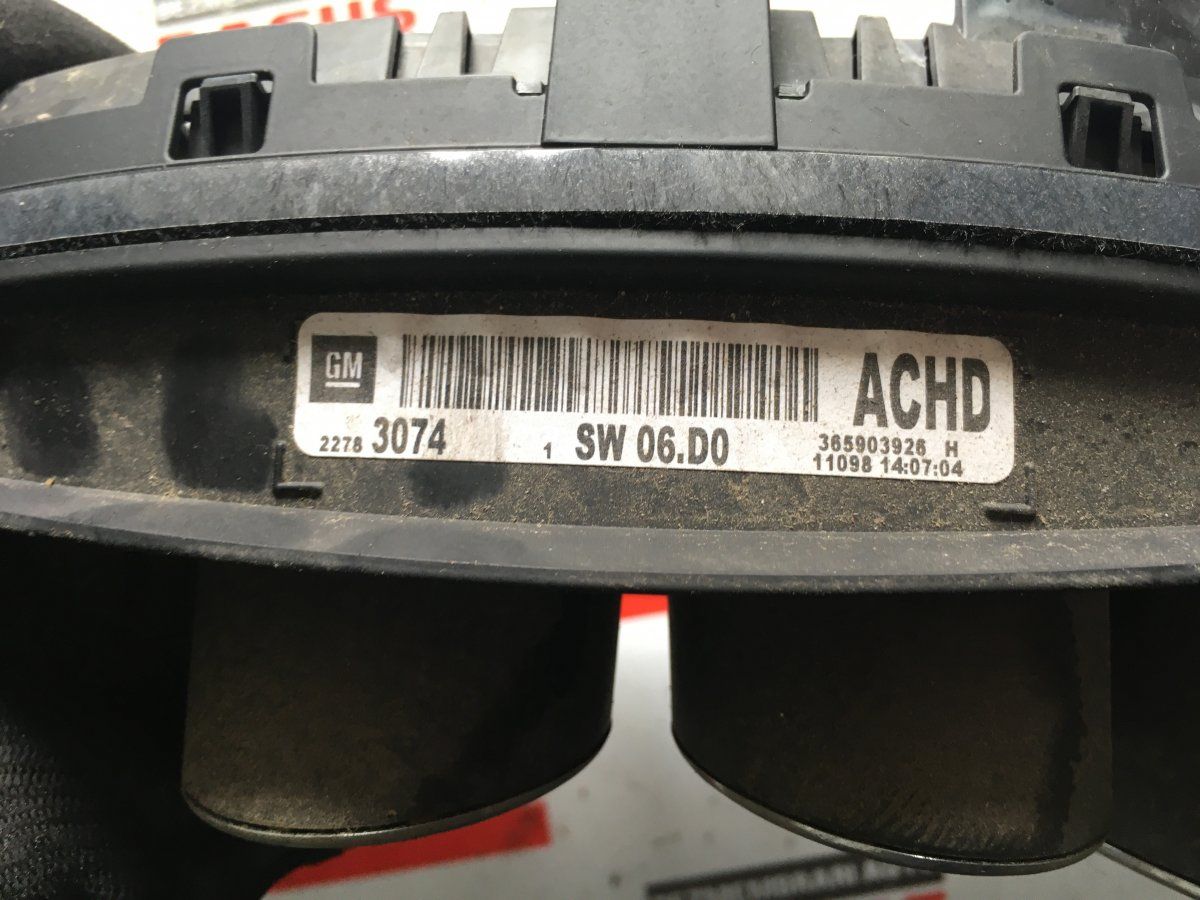 GM
ACHD
2278 3074 1 SW 06.D0
365903926 H
11098 14:07:04